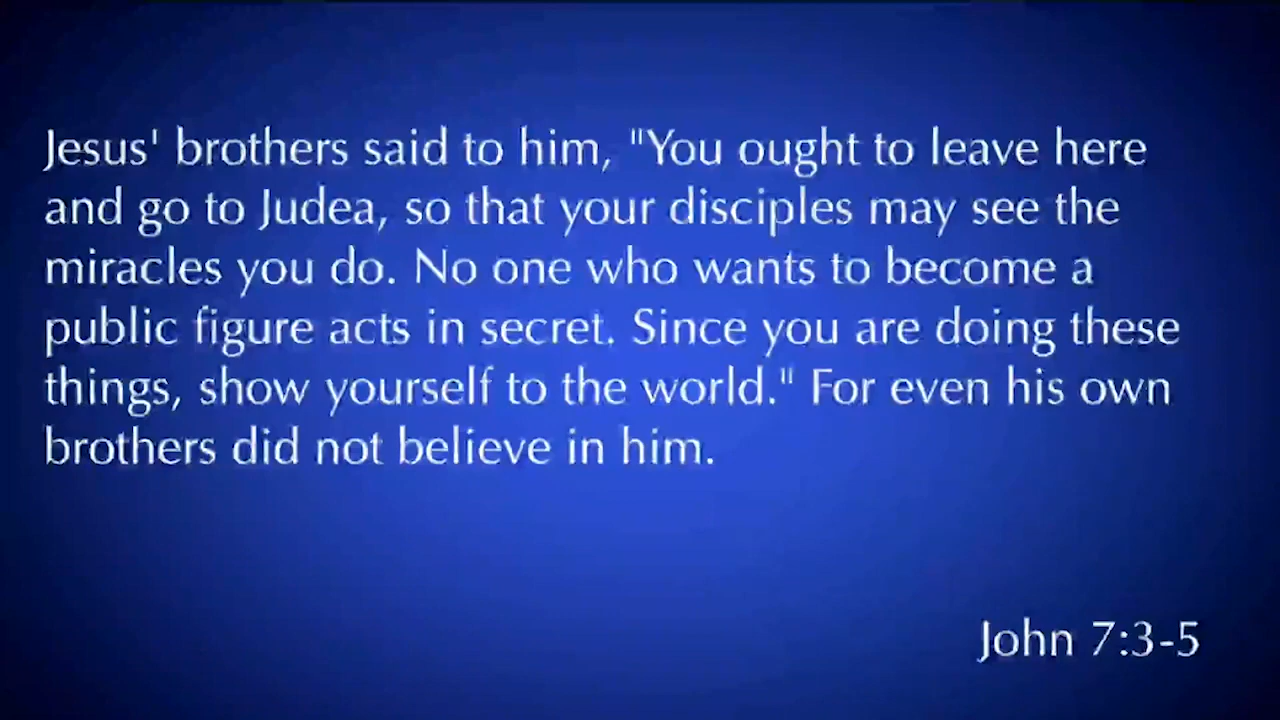 Jesus' brothers said to him, "You ought to leave here
and go to Judea, so that your disciples may see the
miracles you do. No one who wants to become a
public figure acts in secret. Since you are doing these
things, show yourself to the world." For even his own
brothers did not believe in him.
John 7:3-5